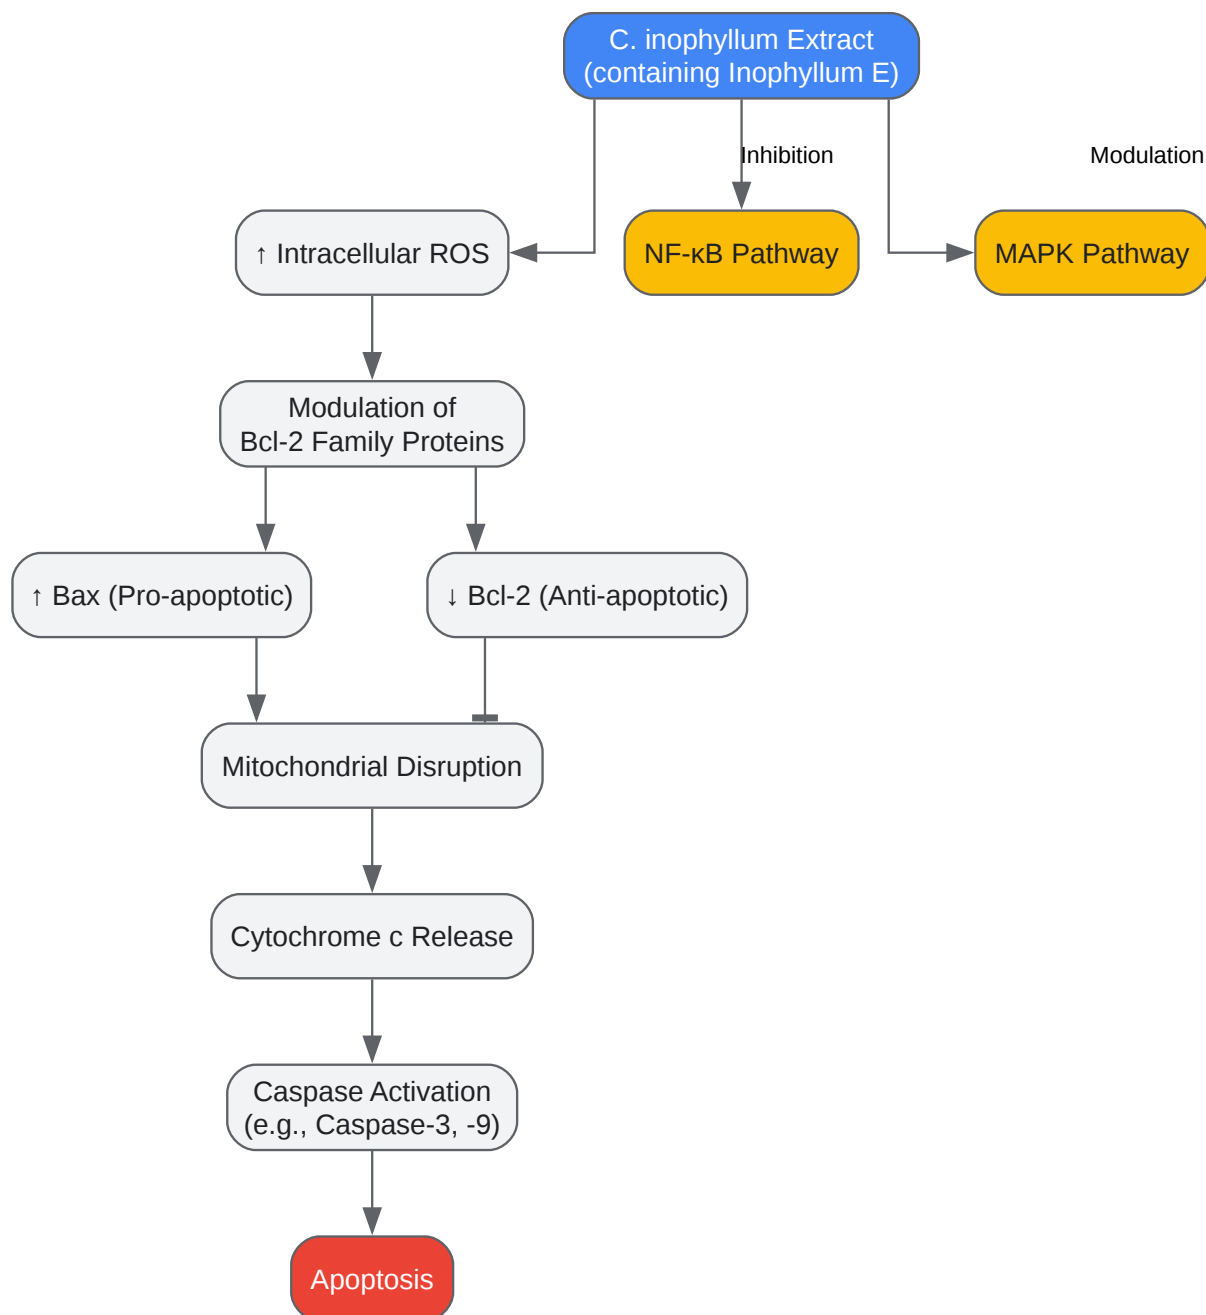 C. inophyllum Extract
(containing Inophyllum E)
Inhibition
Modulation
↑ Intracellular ROS
NF-κB Pathway
MAPK Pathway
Modulation of
Bcl-2 Family Proteins
↑ Bax (Pro-apoptotic)
↓ Bcl-2 (Anti-apoptotic)
Mitochondrial Disruption
Cytochrome c Release
Caspase Activation
(e.g., Caspase-3, -9)
Apoptosis